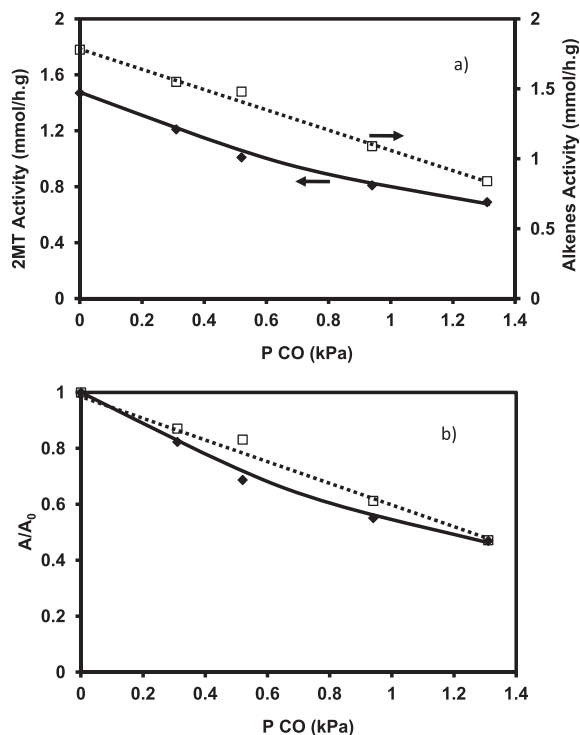 2
1.6
1.2
0.8
0.4
0
2MT Activity (mmol/h.g)
a)
2
1.5
1
0.5
0
Alkenes Activity (mmol/h.g)
0 0.2 0.4 0.6 0.8 1 1.2 1.4
P CO (kPa)
1
0.8
0.6
0.4
0.2
0
A/A0
b)
0 0.2 0.4 0.6 0.8 1 1.2 1.4
P CO (kPa)